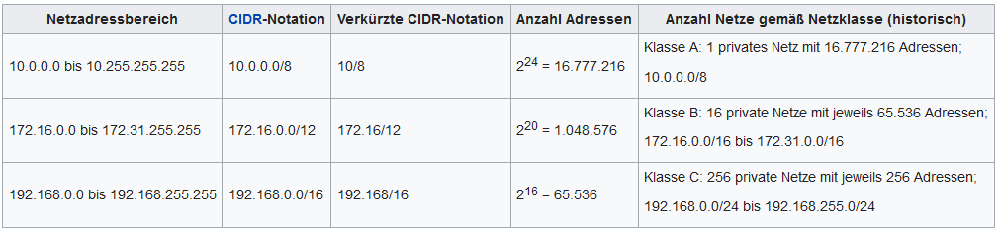 Netzadressbereich CIDR-Notation Verkürzte CIDR-Notation Anzahl Adressen Anzahl Netze gemäß Netzklasse (historisch)
10.0.0.0 bis 10.255.255.255 10.0.0.0/8 10/8 2²⁴ = 16.777.216 Klasse A: 1 privates Netz mit 16.777.216 Adressen;
10.0.0.0/8
172.16.0.0 bis 172.31.255.255 172.16.0.0/12 172.16/12 2²⁰ = 1.048.576 Klasse B: 16 private Netze mit jeweils 65.536 Adressen;
172.16.0.0/16 bis 172.31.0.0/16
192.168.0.0 bis 192.168.255.255 192.168.0.0/16 192.168/16 2¹⁶ = 65.536 Klasse C: 256 private Netze mit jeweils 256 Adressen;
192.168.0.0/24 bis 192.168.255.0/24